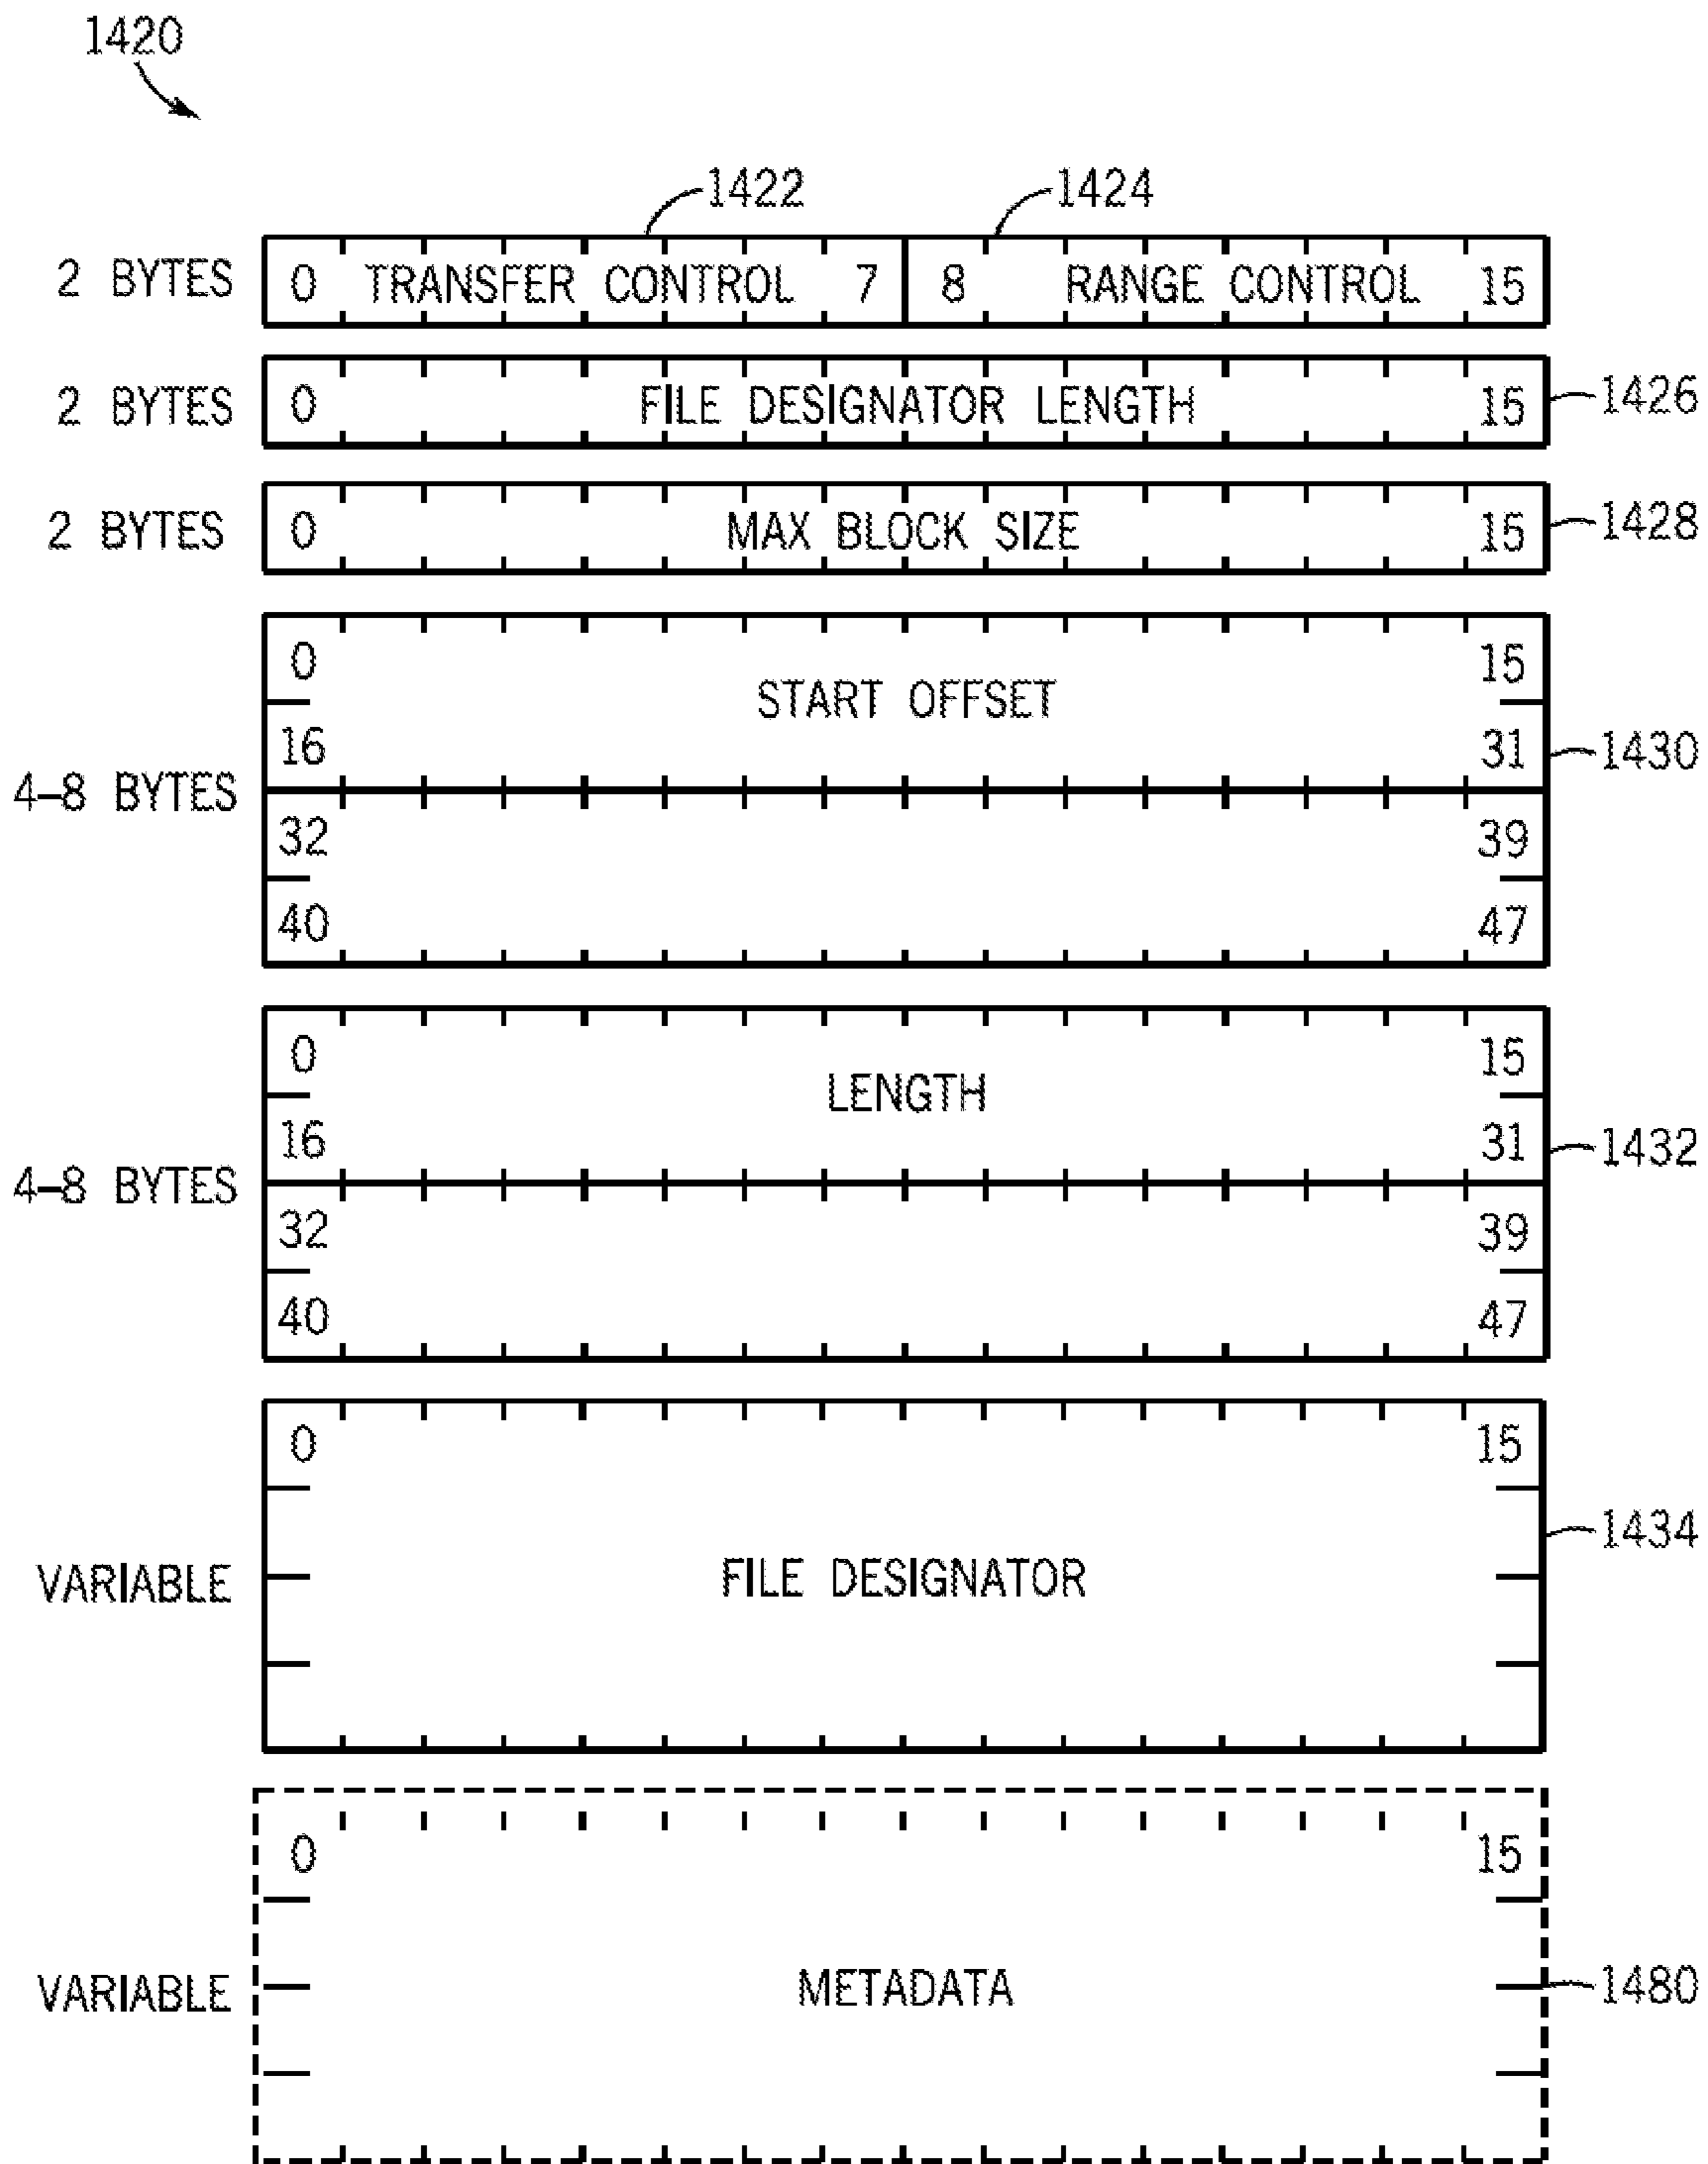 1420
1422 1424
2 BYTES 0 TRANSFER CONTROL 7 8 RANGE CONTROL 15
2 BYTES 0 FILE DESIGNATOR LENGTH 15 1426
2 BYTES 0 MAX BLOCK SIZE 15 1428
0 15
START OFFSET
16 31 1430
4–8 BYTES
32 39
40 47
0 15
LENGTH
16 31 1432
4–8 BYTES
32 39
40 47
0 15
1434
VARIABLE FILE DESIGNATOR
0 15
VARIABLE METADATA 1480